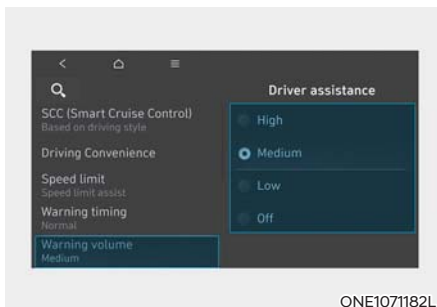 SCC (Smart Cruise Control)
Based on driving style
Driving Convenience
Speed limit
Speed limit assist
Warning timing
Normal
Warning volume
Medium
Driver assistance
High
Medium
Low
Off
ONE1071182L